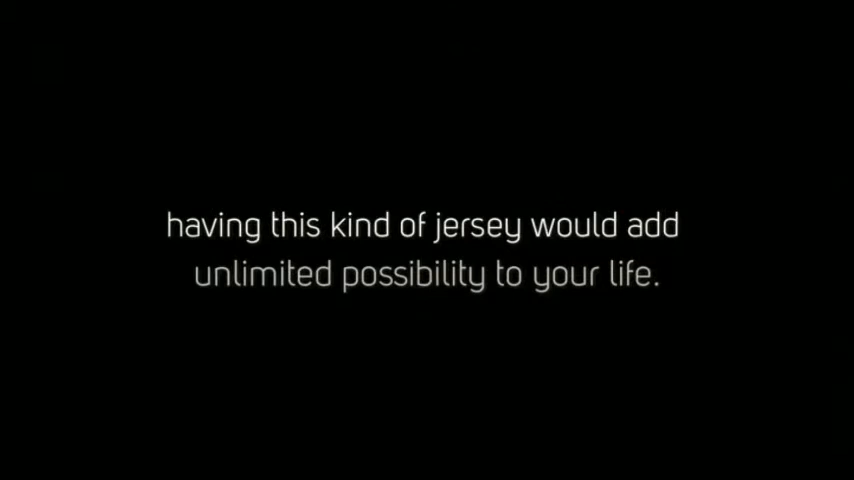 having this kind of jersey would add
unlimited possibility to your life.